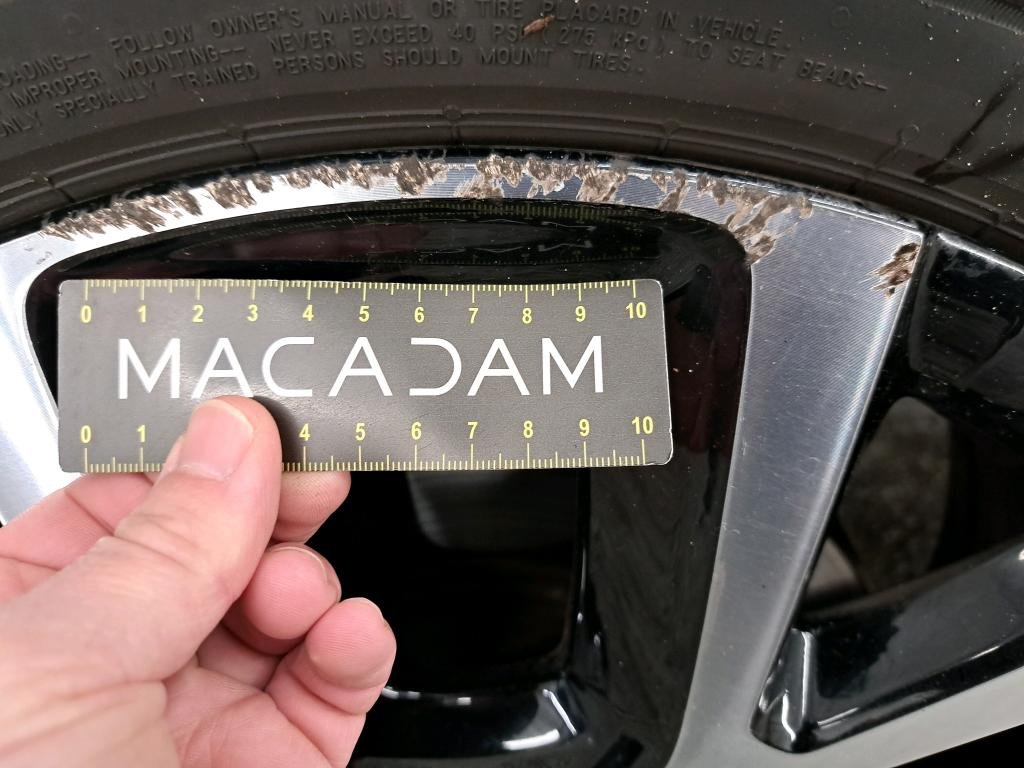 OADING-- FOLLOW OWNER'S MANUAL OR TIRE PLACARD IN VEHICLE.
IMPROPER MOUNTING-- NEVER EXCEED 40 PSI (275 KPa) TO SEAT BEADS--
ONLY SPECIALLY TRAINED PERSONS SHOULD MOUNT TIRES.
0 1 2 3 4 5 6 7 8 9 10
MACADAM
0 1 4 5 6 7 8 9 10